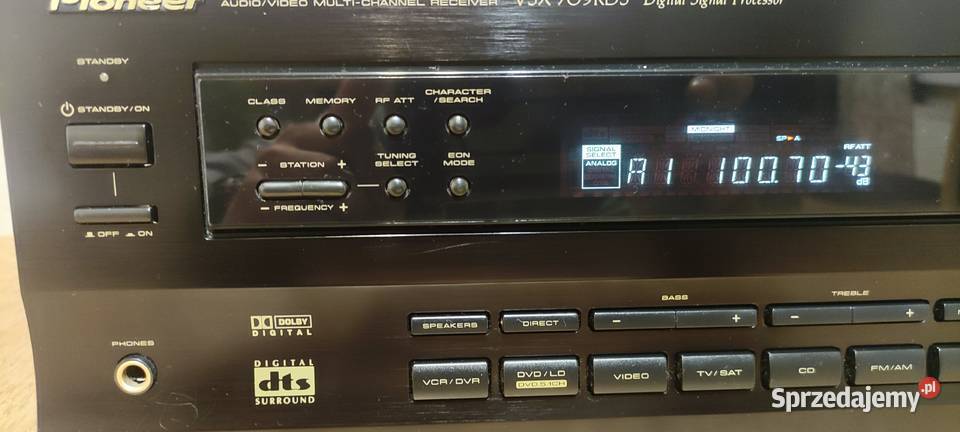 Pioneer AUDIO/VIDEO MULTI-CHANNEL RECEIVER VSX-709RDS Digital Signal Processor
STANDBY
STANDBY/ON
OFF ON
CLASS MEMORY RF ATT CHARACTER
/SEARCH
- STATION + TUNING
SELECT EON
MODE
- FREQUENCY +
MIDNIGHT
SP▶A
SIGNAL
SELECT
ANALOG
RF ATT
A1 100.70 -43
dB
PHONES
DOLBY
DIGITAL
DIGITAL
dts
SURROUND
BASS
TREBLE
SPEAKERS DIRECT - + - +
VCR/DVR DVD/LD
DVD 5.1CH VIDEO TV/SAT CD FM/AM
Sprzedajemy.pl